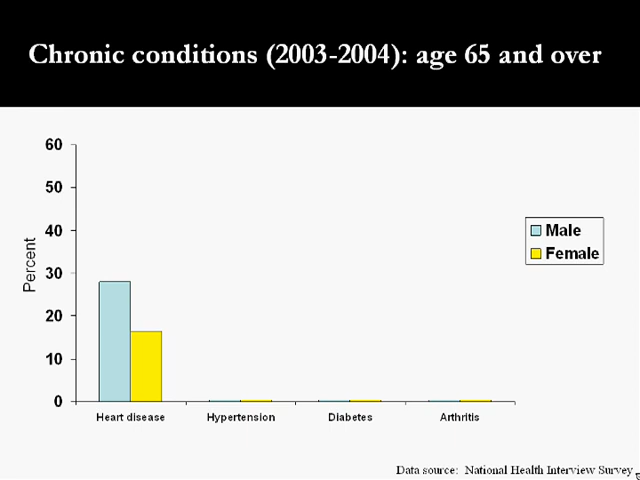 Chronic conditions (2003-2004): age 65 and over
60
50
40
30
20
10
0
Percent
Heart disease
Hypertension
Diabetes
Arthritis
Male
Female
Data source: National Health Interview Survey